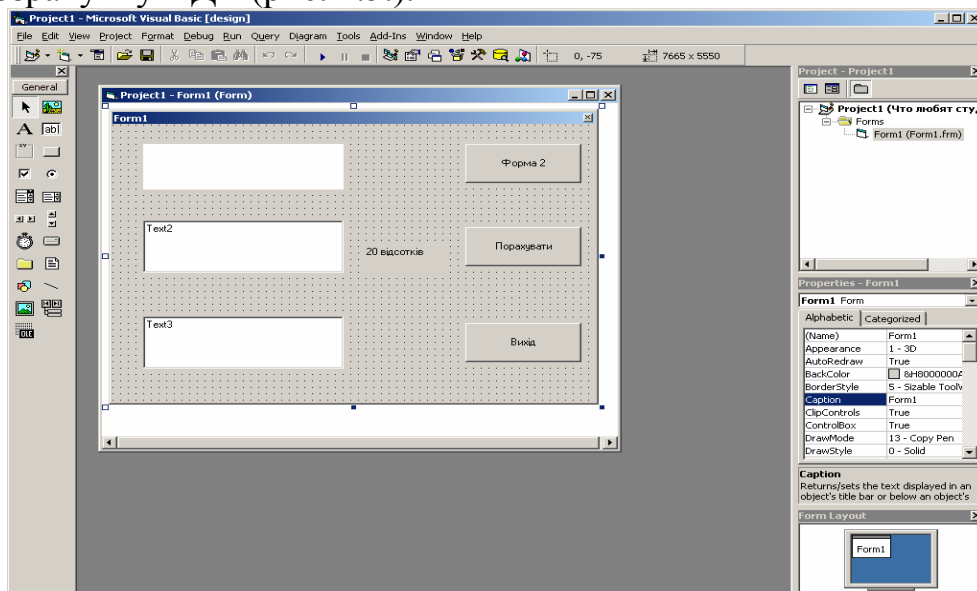 Project1 - Microsoft Visual Basic [design]
File Edit View Project Format Debug Run Query Diagram Tools Add-Ins Window Help
0, -75 7665 x 5550
General
Project1 - Form1 (Form)
Form1
Форма 2
Text2
20 відсотків
Порахувати
Text3
Вихід
Project - Project1
Project1 (Что любят сту,
Forms
Form1 (Form1.frm)
Properties - Form1
Form1 Form
Alphabetic Categorized
(Name) Form1
Appearance 1 - 3D
AutoRedraw True
BackColor &H8000000A
BorderStyle 5 - Sizable ToolW
Caption Form1
ClipControls True
ControlBox True
DrawMode 13 - Copy Pen
DrawStyle 0 - Solid
Caption
Returns/sets the text displayed in an
object's title bar or below an object's
Form Layout
Form1